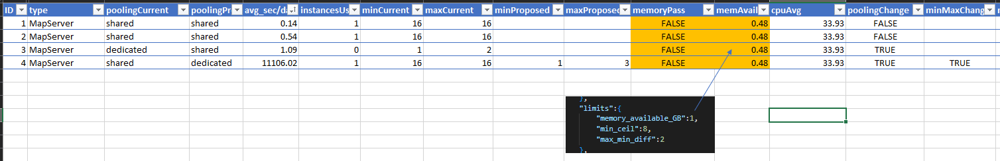 ID type poolingCurrent poolingPr avg_sec/da instancesUs minCurrent maxCurrent minProposed maxProposed memoryPass memAvail cpuAvg poolingChange minMaxChang
1 MapServer shared shared 0.14 1 16 16 FALSE 0.48 33.93 FALSE
2 MapServer shared shared 0.54 1 16 16 FALSE 0.48 33.93 FALSE
3 MapServer dedicated shared 1.09 0 1 2 FALSE 0.48 33.93 TRUE
4 MapServer shared dedicated 11106.02 1 16 16 1 3 FALSE 0.48 33.93 TRUE TRUE
},
"limits":{
"memory_available_GB":1,
"min_ceil":8,
"max_min_diff":2
},